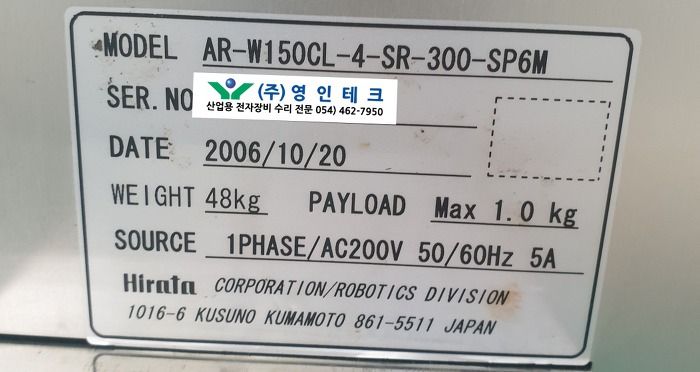 MODEL AR-W150CL-4-SR-300-SP6M
SER. NO
(주)영인테크
산업용 전자장비 수리 전문 054) 462-7950
DATE 2006/10/20
WEIGHT 48kg PAYLOAD Max 1.0 kg
SOURCE 1PHASE/AC200V 50/60Hz 5A
Hirata CORPORATION/ROBOTICS DIVISION
1016-6 KUSUNO KUMAMOTO 861-5511 JAPAN